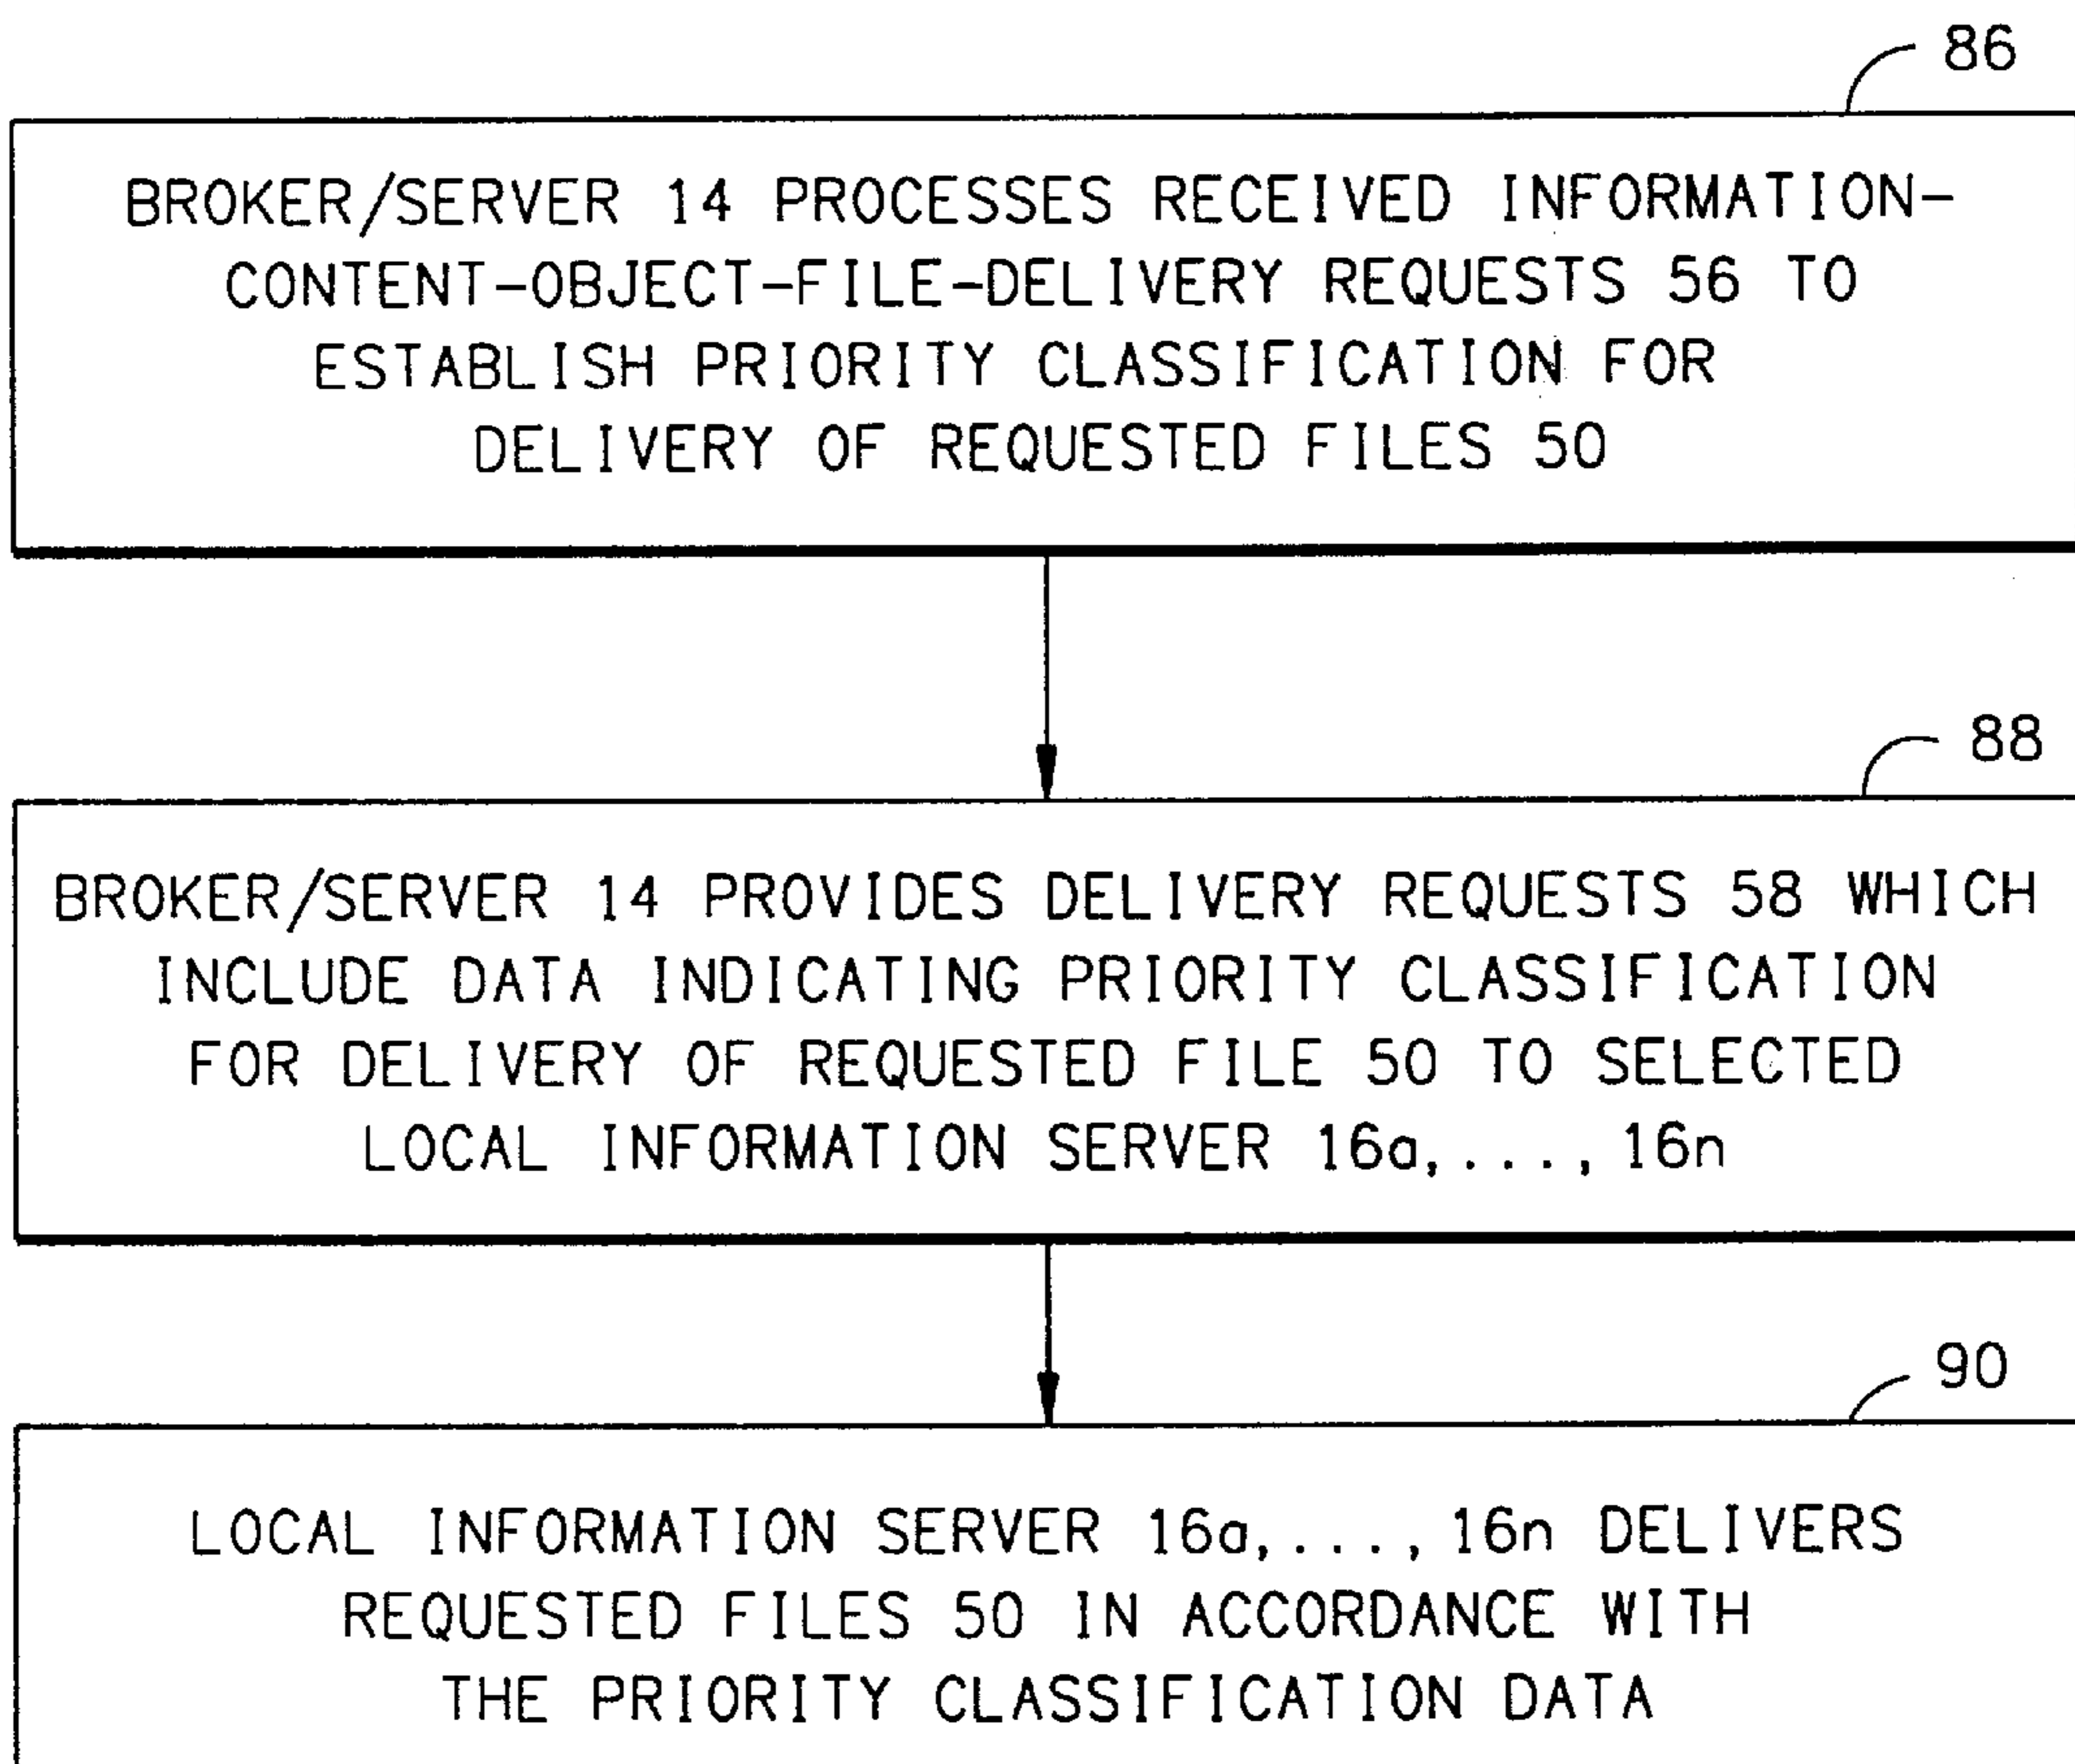 86
BROKER/SERVER 14 PROCESSES RECEIVED INFORMATION-
CONTENT-OBJECT-FILE-DELIVERY REQUESTS 56 TO
ESTABLISH PRIORITY CLASSIFICATION FOR
DELIVERY OF REQUESTED FILES 50
88
BROKER/SERVER 14 PROVIDES DELIVERY REQUESTS 58 WHICH
INCLUDE DATA INDICATING PRIORITY CLASSIFICATION
FOR DELIVERY OF REQUESTED FILE 50 TO SELECTED
LOCAL INFORMATION SERVER 16a,...,16n
90
LOCAL INFORMATION SERVER 16a,...,16n DELIVERS
REQUESTED FILES 50 IN ACCORDANCE WITH
THE PRIORITY CLASSIFICATION DATA